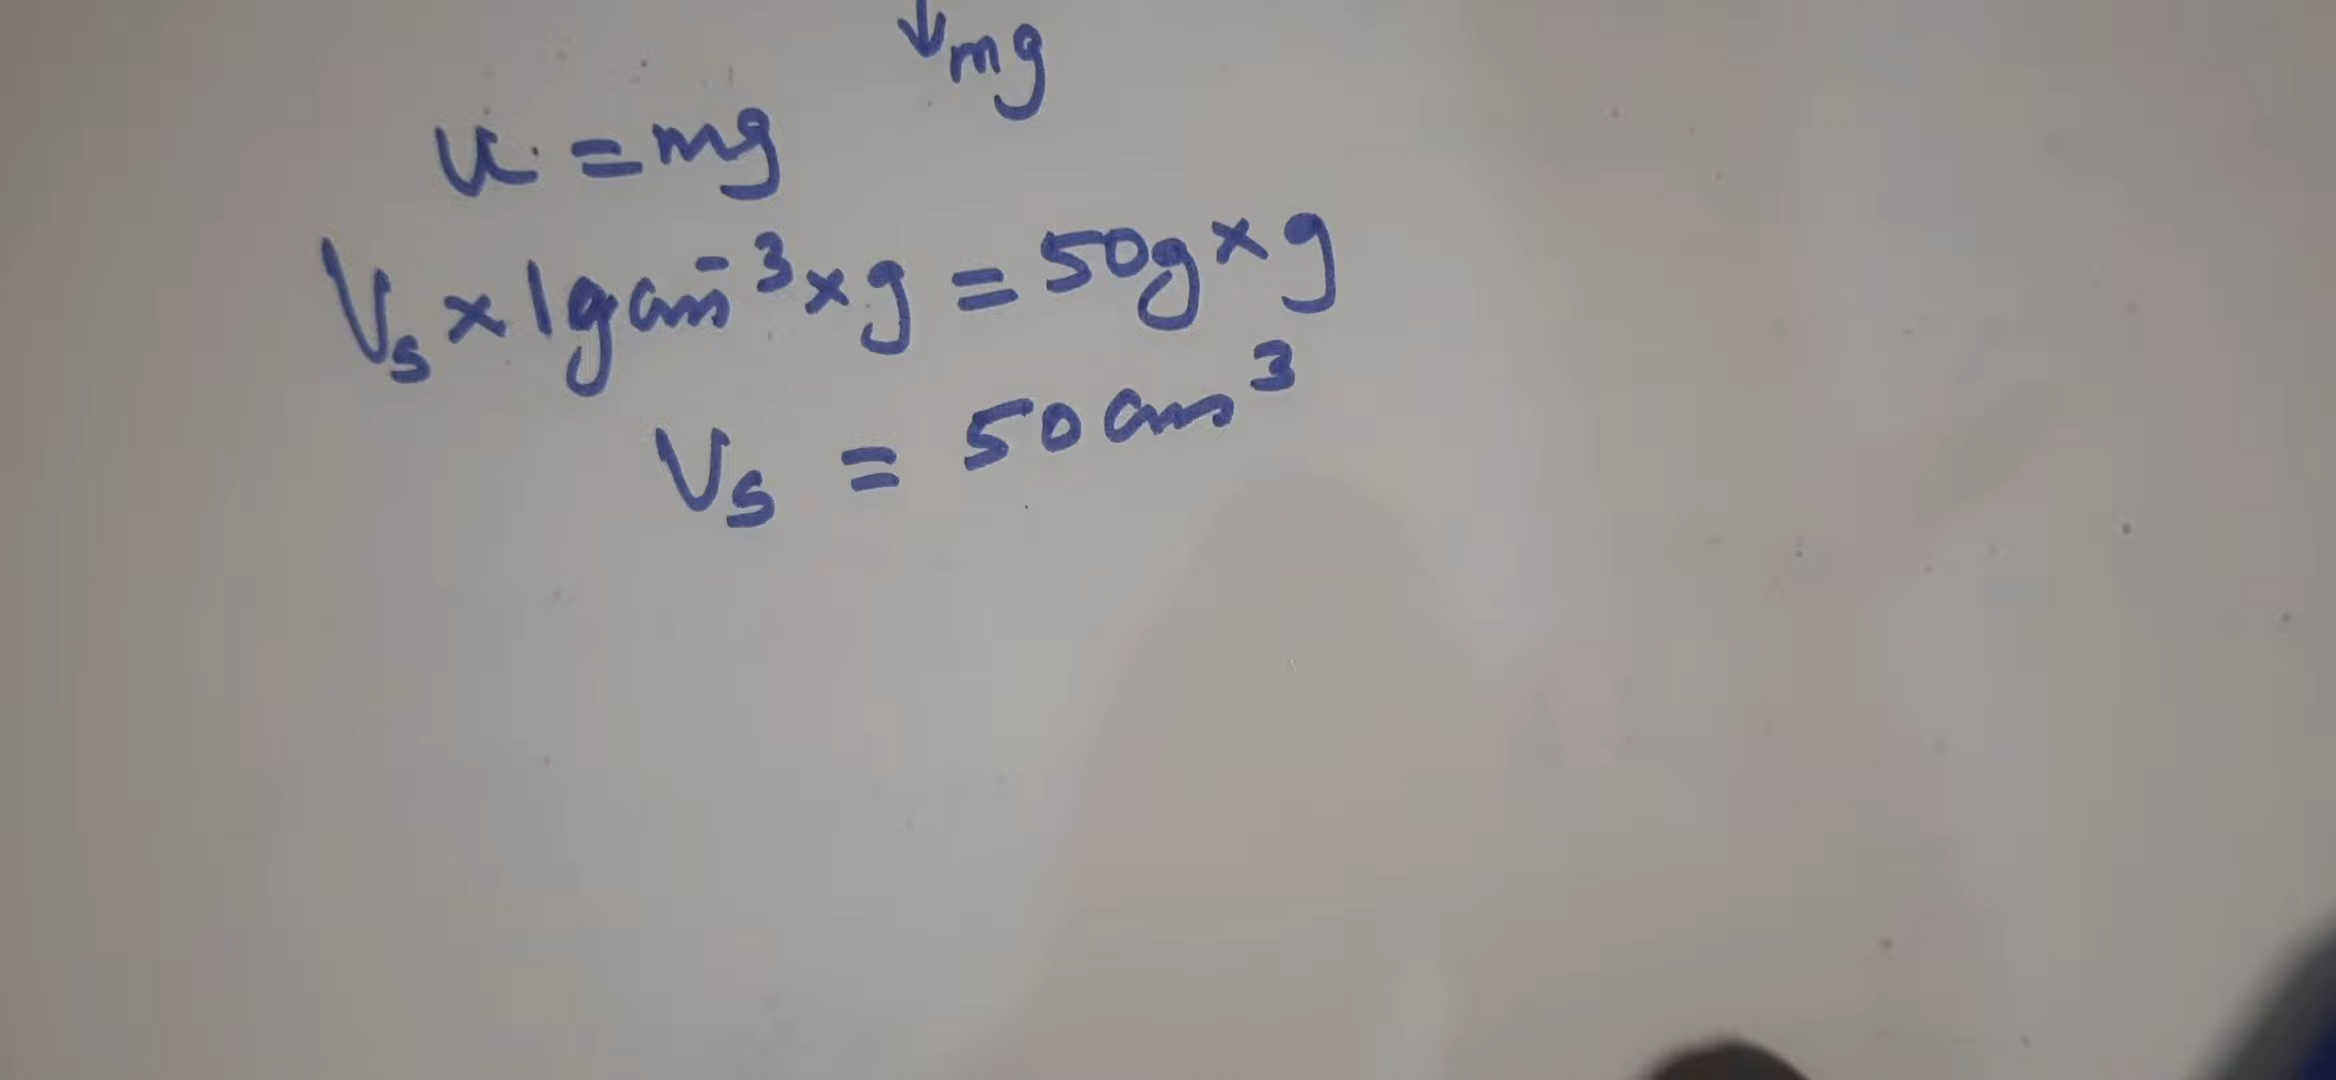 ↓mg
u = mg
Vs × 1gcm⁻³ × g = 50g × g
Vs = 50cm³